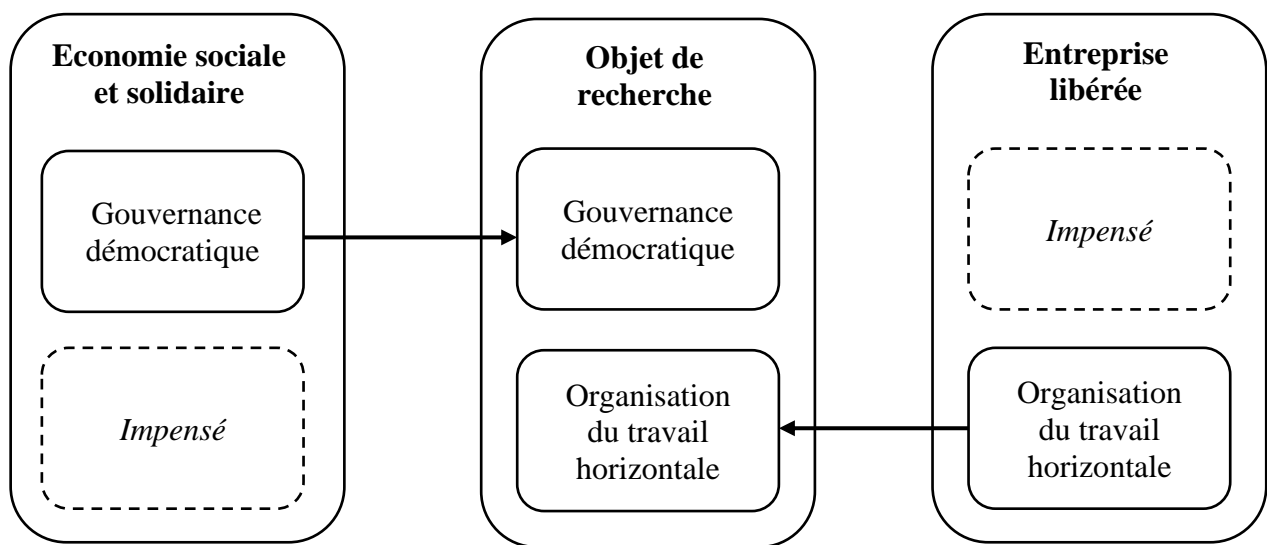 Economie sociale
et solidaire
Gouvernance
démocratique
Impensé
Objet de
recherche
Gouvernance
démocratique
Organisation
du travail
horizontale
Entreprise
libérée
Impensé
Organisation
du travail
horizontale